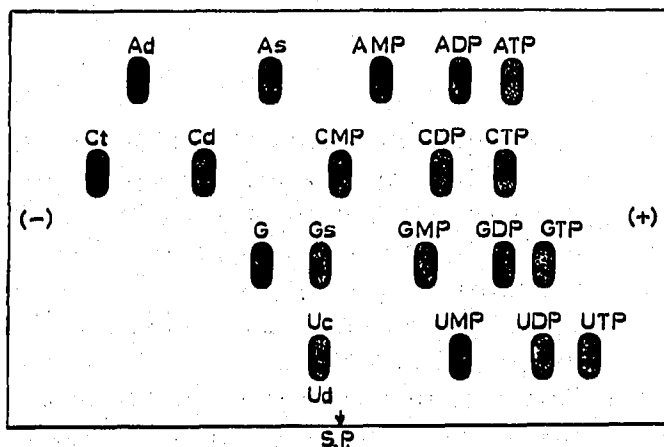 Ad As AMP ADP ATP
Ct Cd CMP CDP CTP
(-) (+)
G Gs GMP GDP GTP
Uc UMP UDP UTP
Ud
S.P.